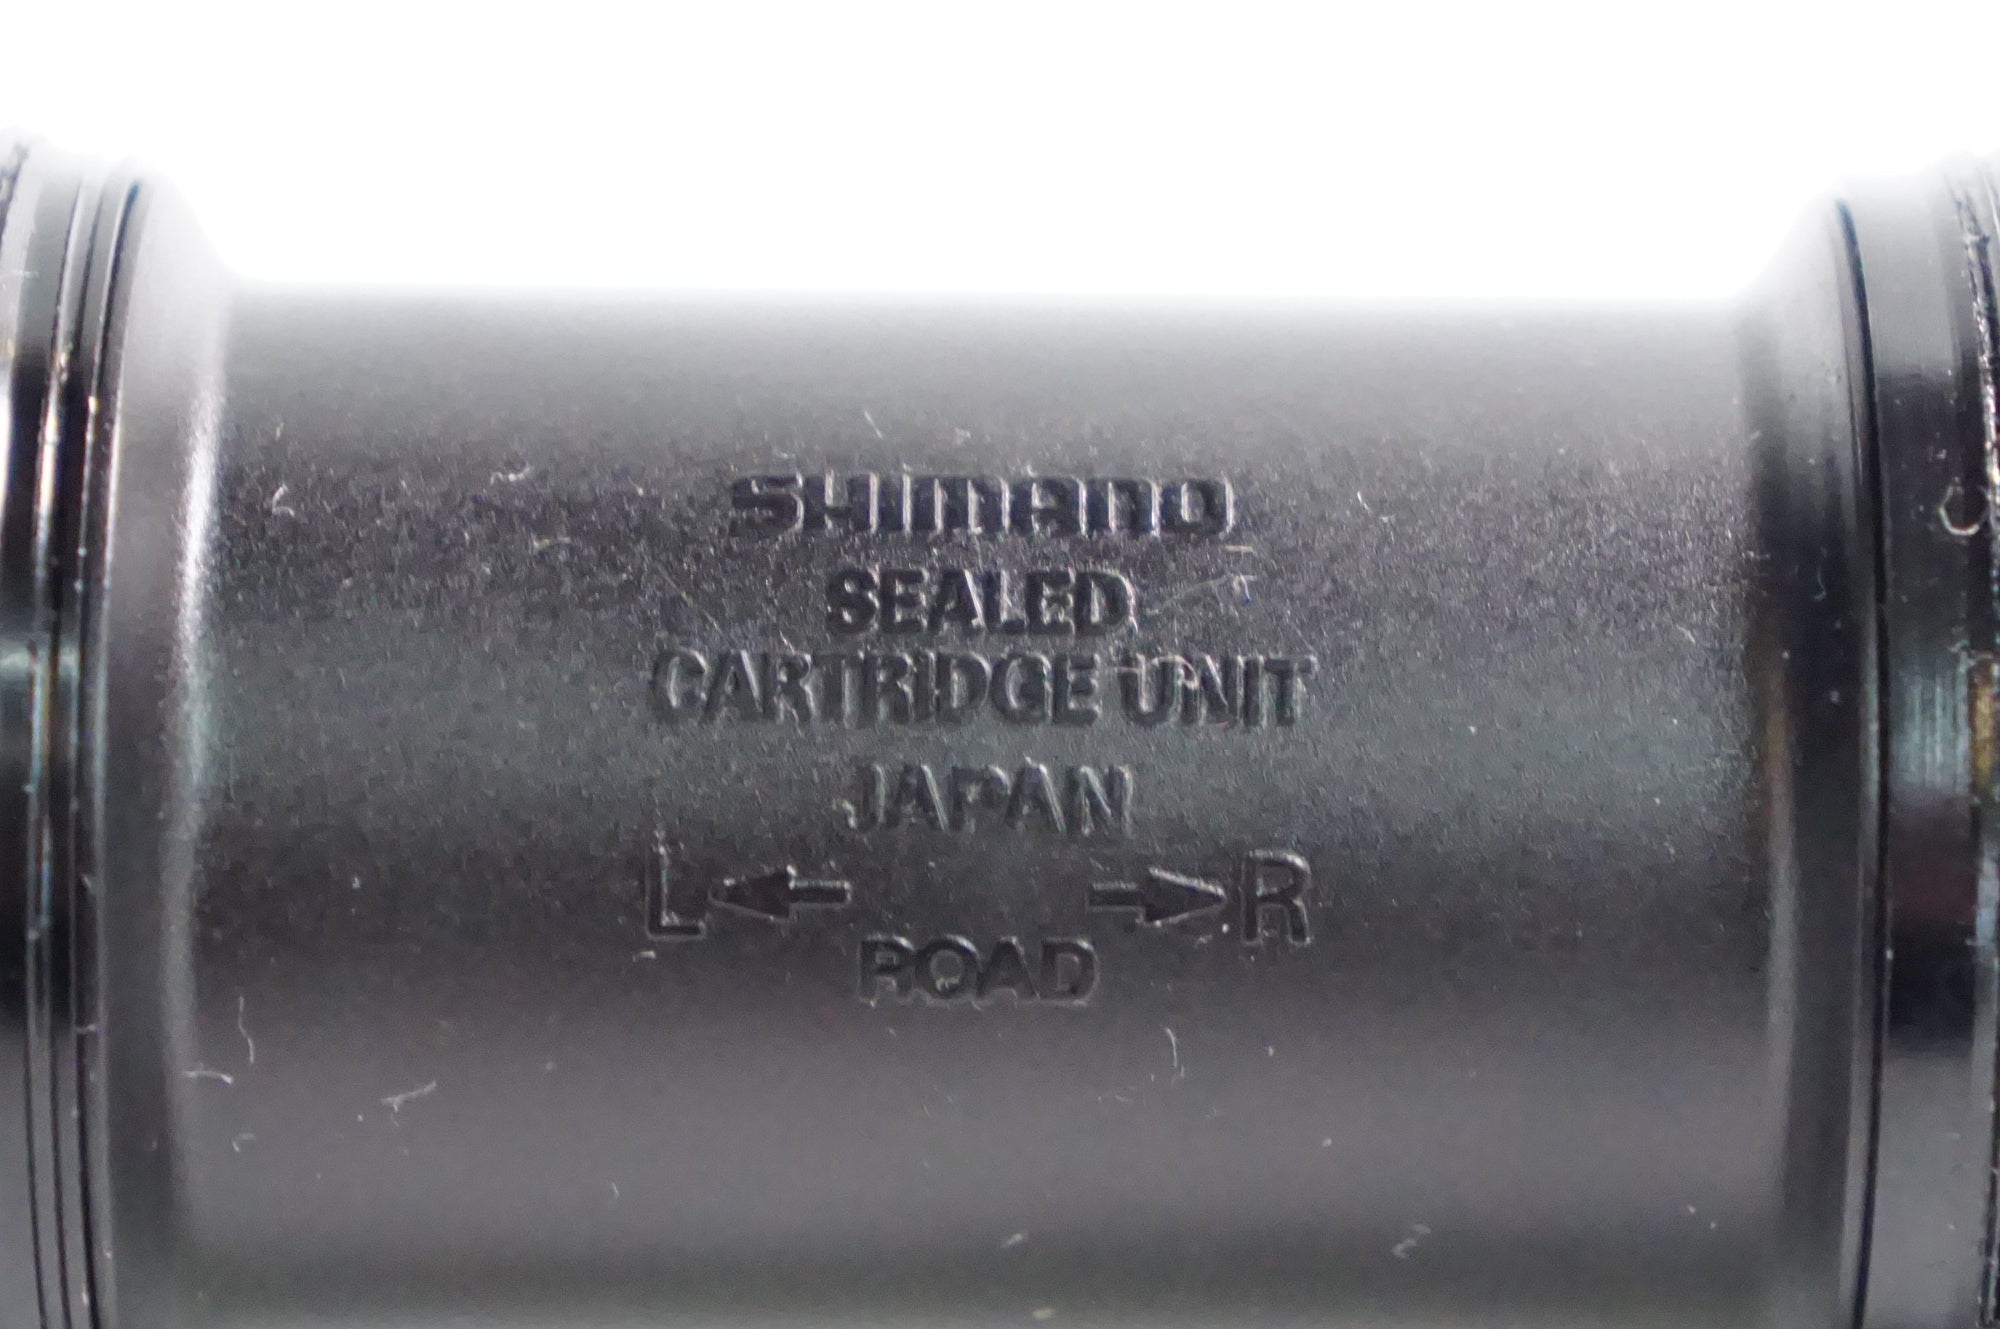 SHIMANO
SEALED
CARTRIDGE UNIT
JAPAN
L ← → R
ROAD